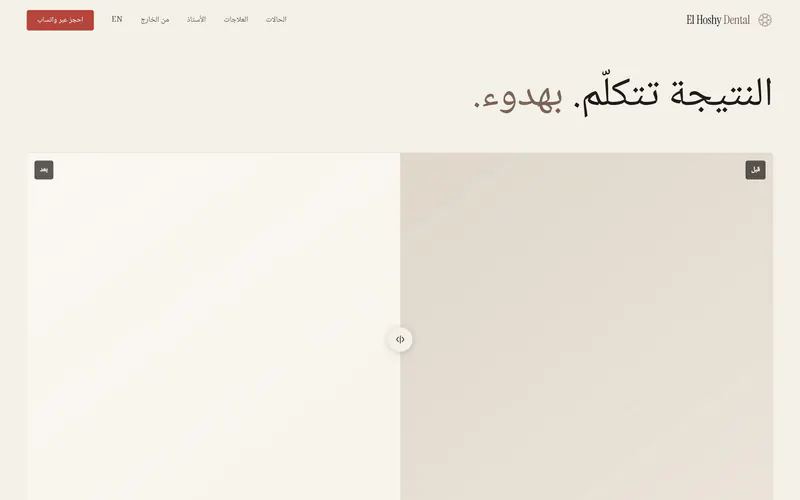 El Hoshy Dental
الحالات
العلاجات
الأستاذ
من الخارج
EN
احجز عبر واتساب
النتيجة تتكلّم. بهدوء.
قبل
بعد